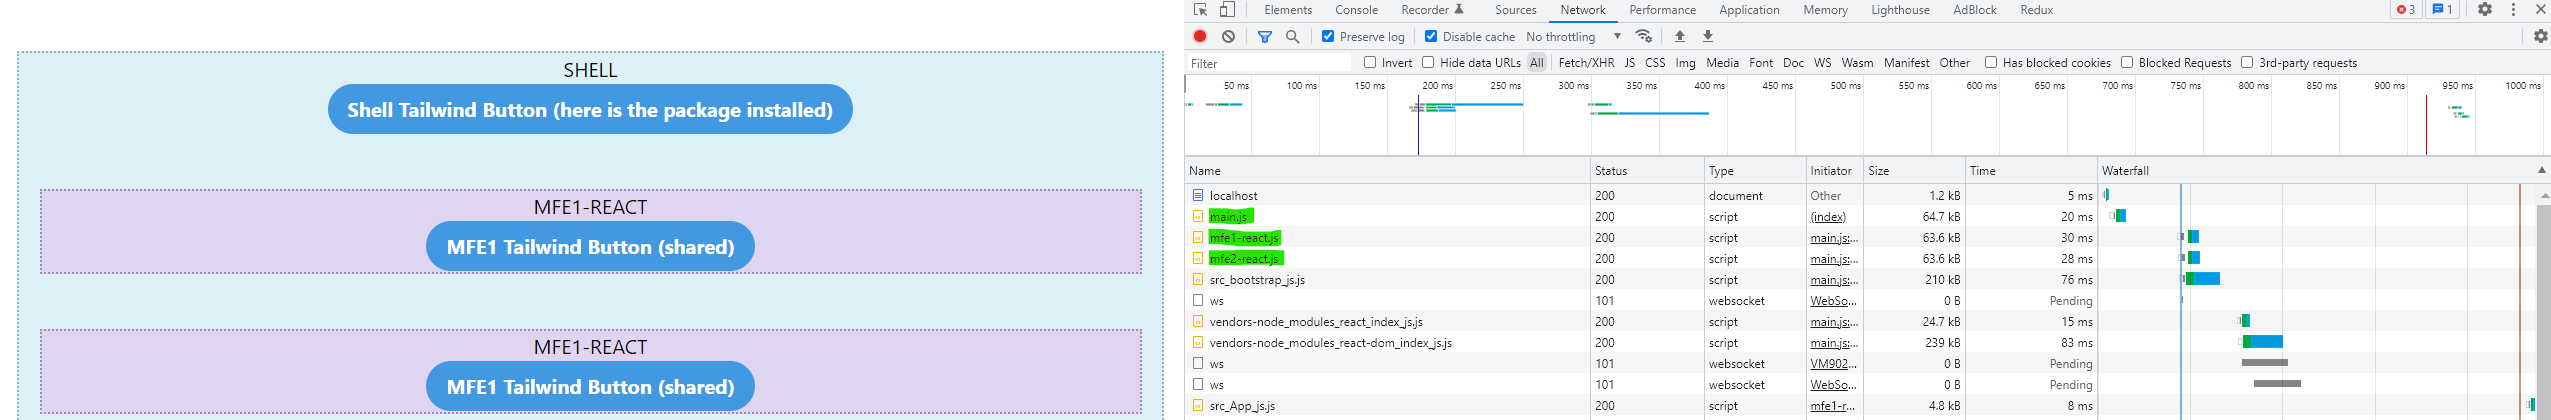 SHELL
Shell Tailwind Button (here is the package installed)
MFE1-REACT
MFE1 Tailwind Button (shared)
MFE1-REACT
MFE1 Tailwind Button (shared)
Elements Console Recorder Sources Network Performance Application Memory Lighthouse AdBlock Redux 3 1
Preserve log Disable cache No throttling
Filter Invert Hide data URLs All Fetch/XHR JS CSS Img Media Font Doc WS Wasm Manifest Other Has blocked cookies Blocked Requests 3rd-party requests
50 ms 100 ms 150 ms 200 ms 250 ms 300 ms 350 ms 400 ms 450 ms 500 ms 550 ms 600 ms 650 ms 700 ms 750 ms 800 ms 850 ms 900 ms 950 ms 1000 ms
Name Status Type Initiator Size Time Waterfall
localhost 200 document Other 1.2 kB 5 ms
main.js 200 script (index) 64.7 kB 20 ms
mfe1-react.js 200 script main.js:... 63.6 kB 30 ms
mfe2-react.js 200 script main.js:... 63.6 kB 28 ms
src_bootstrap_js.js 200 script main.js:... 210 kB 76 ms
ws 101 websocket WebSo... 0 B Pending
vendors-node_modules_react_index_js.js 200 script main.js:... 24.7 kB 15 ms
vendors-node_modules_react-dom_index_js.js 200 script main.js:... 239 kB 83 ms
ws 101 websocket VM902... 0 B Pending
ws 101 websocket WebSo... 0 B Pending
src_App_js.js 200 script mfe1-r... 4.8 kB 8 ms